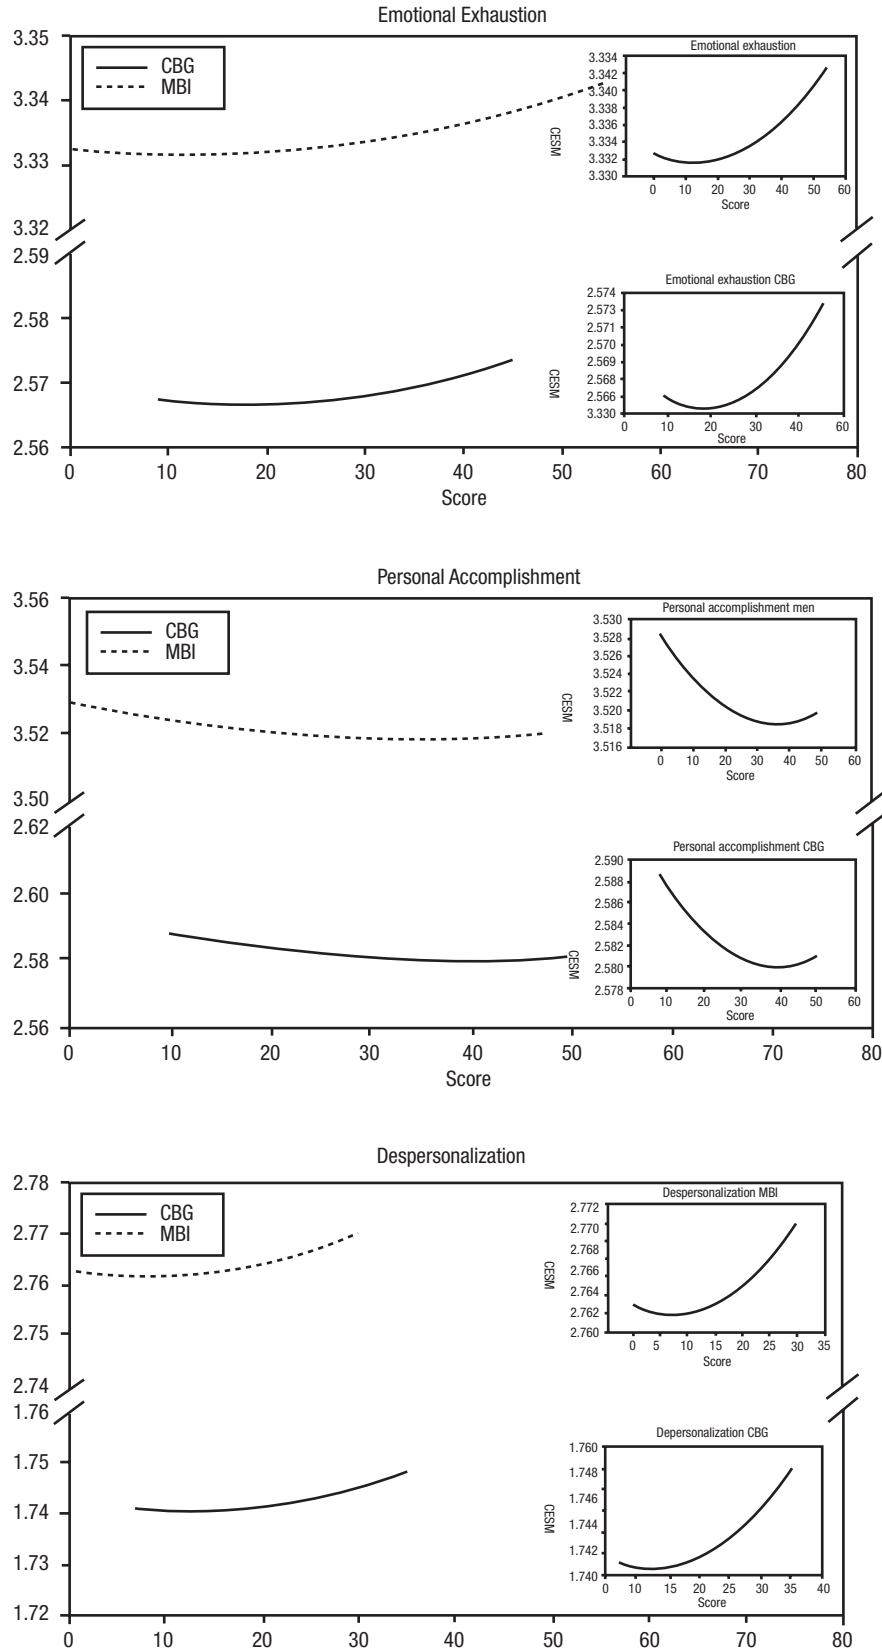 Emotional Exhaustion
3.35
3.34
3.33
3.32
2.59
2.58
2.57
2.56
CBG
MBI
0 10 20 30 40 50 60 70 80
Score
Emotional exhaustion
3.334
3.342
3.340
3.338
3.336
3.334
3.332
3.330
CESM
0 10 20 30 40 50 60
Score
Emotional exhaustion CBG
2.574
2.573
2.571
2.570
2.569
2.568
2.566
3.330
CESM
0 10 20 30 40 60
Score
Personal Accomplishment
3.56
3.54
3.52
3.50
2.62
2.60
2.58
2.56
CBG
MBI
0 10 20 30 40 50 60 70 80
Score
Personal accomplishment men
3.530
3.528
3.526
3.524
3.522
3.520
3.518
3.516
CESM
0 10 20 30 40 50 60
Score
Personal accomplishment CBG
2.590
2.588
2.586
2.584
2.582
2.580
2.578
CESM
0 10 20 30 40 50 60
Score
Despersonalization
2.78
2.77
2.76
2.75
2.74
1.76
1.75
1.74
1.73
1.72
CBG
MBI
0 10 20 30 40 50 60 70 80
Despersonalization MBI
2.772
2.770
2.768
2.766
2.764
2.762
2.760
CESM
0 5 10 15 20 25 30 35
Score
Depersonalization CBG
1.760
1.748
1.746
1.744
1.742
1.740
CESM
10 15 20 25 30 35 40
Score